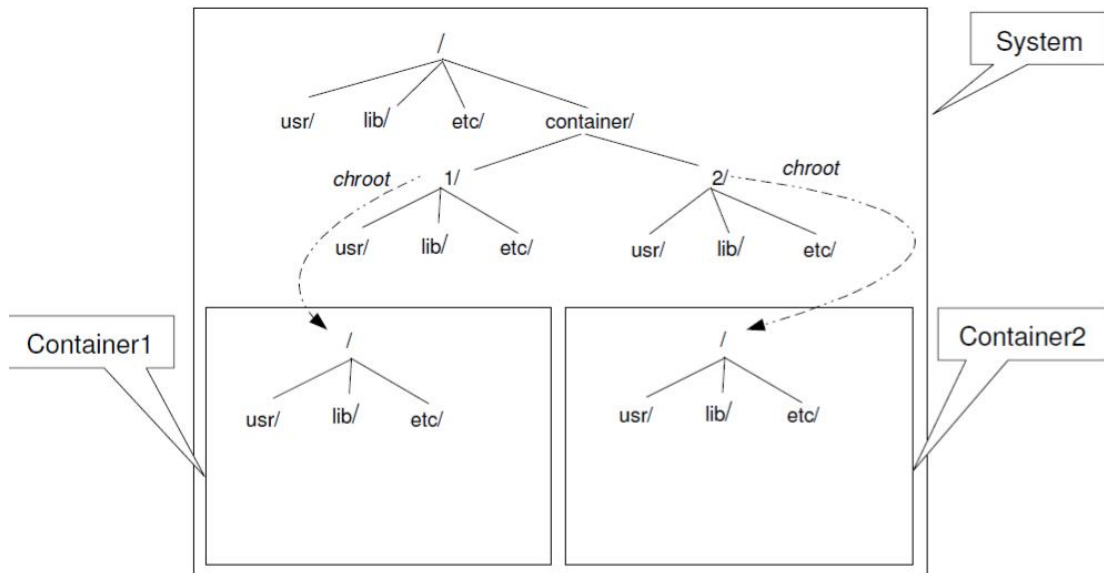 /
System
usr/ lib/ etc/ container/
chroot 1/ 2/ chroot
usr/ lib/ etc/ usr/ lib/ etc/
Container1 / / Container2
usr/ lib/ etc/ usr/ lib/ etc/